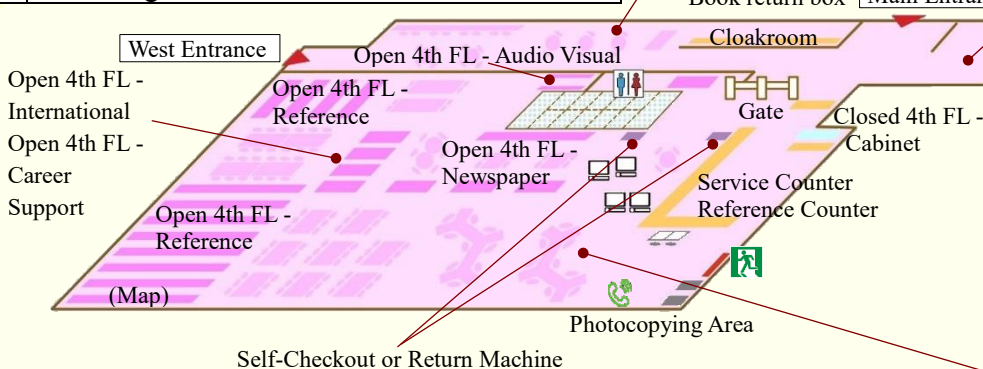 Book return box
Cloakroom
West Entrance
Open 4th FL - Audio Visual
Open 4th FL -
International
Open 4th FL -
Career
Support
Open 4th FL -
Reference
Gate
Closed 4th FL -
Cabinet
Open 4th FL -
Newspaper
Service Counter
Reference Counter
Open 4th FL -
Reference
(Map)
Photocopying Area
Self-Checkout or Return Machine